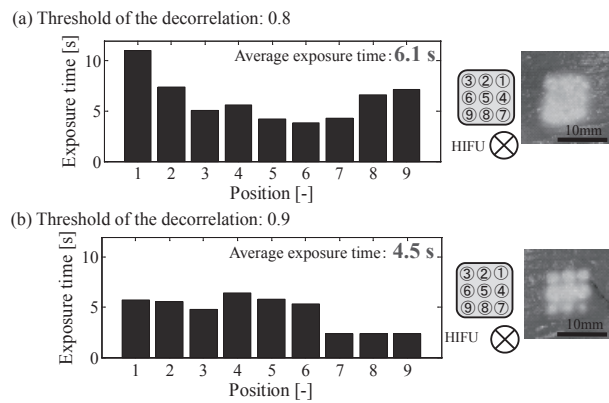 (a) Threshold of the decorrelation: 0.8
Exposure time [s]
10
5
0
Average exposure time: 6.1 s
1 2 3 4 5 6 7 8 9
Position [-]
③②①
⑥⑤④
⑨⑧⑦
HIFU
10mm
(b) Threshold of the decorrelation: 0.9
Exposure time [s]
10
5
0
Average exposure time: 4.5 s
1 2 3 4 5 6 7 8 9
Position [-]
③②①
⑥⑤④
⑨⑧⑦
HIFU
10mm